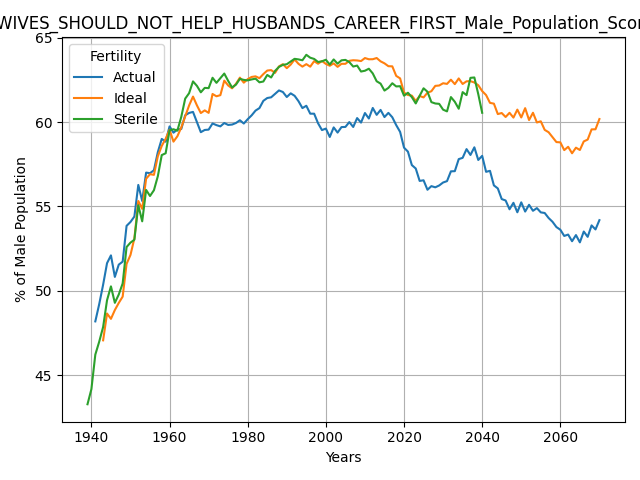 WIVES_SHOULD_NOT_HELP_HUSBANDS_CAREER_FIRST_Male_Population_Scor
65
60
55
50
45
% of Male Population
Fertility
Actual
Ideal
Sterile
1940
1960
1980
2000
2020
2040
2060
Years